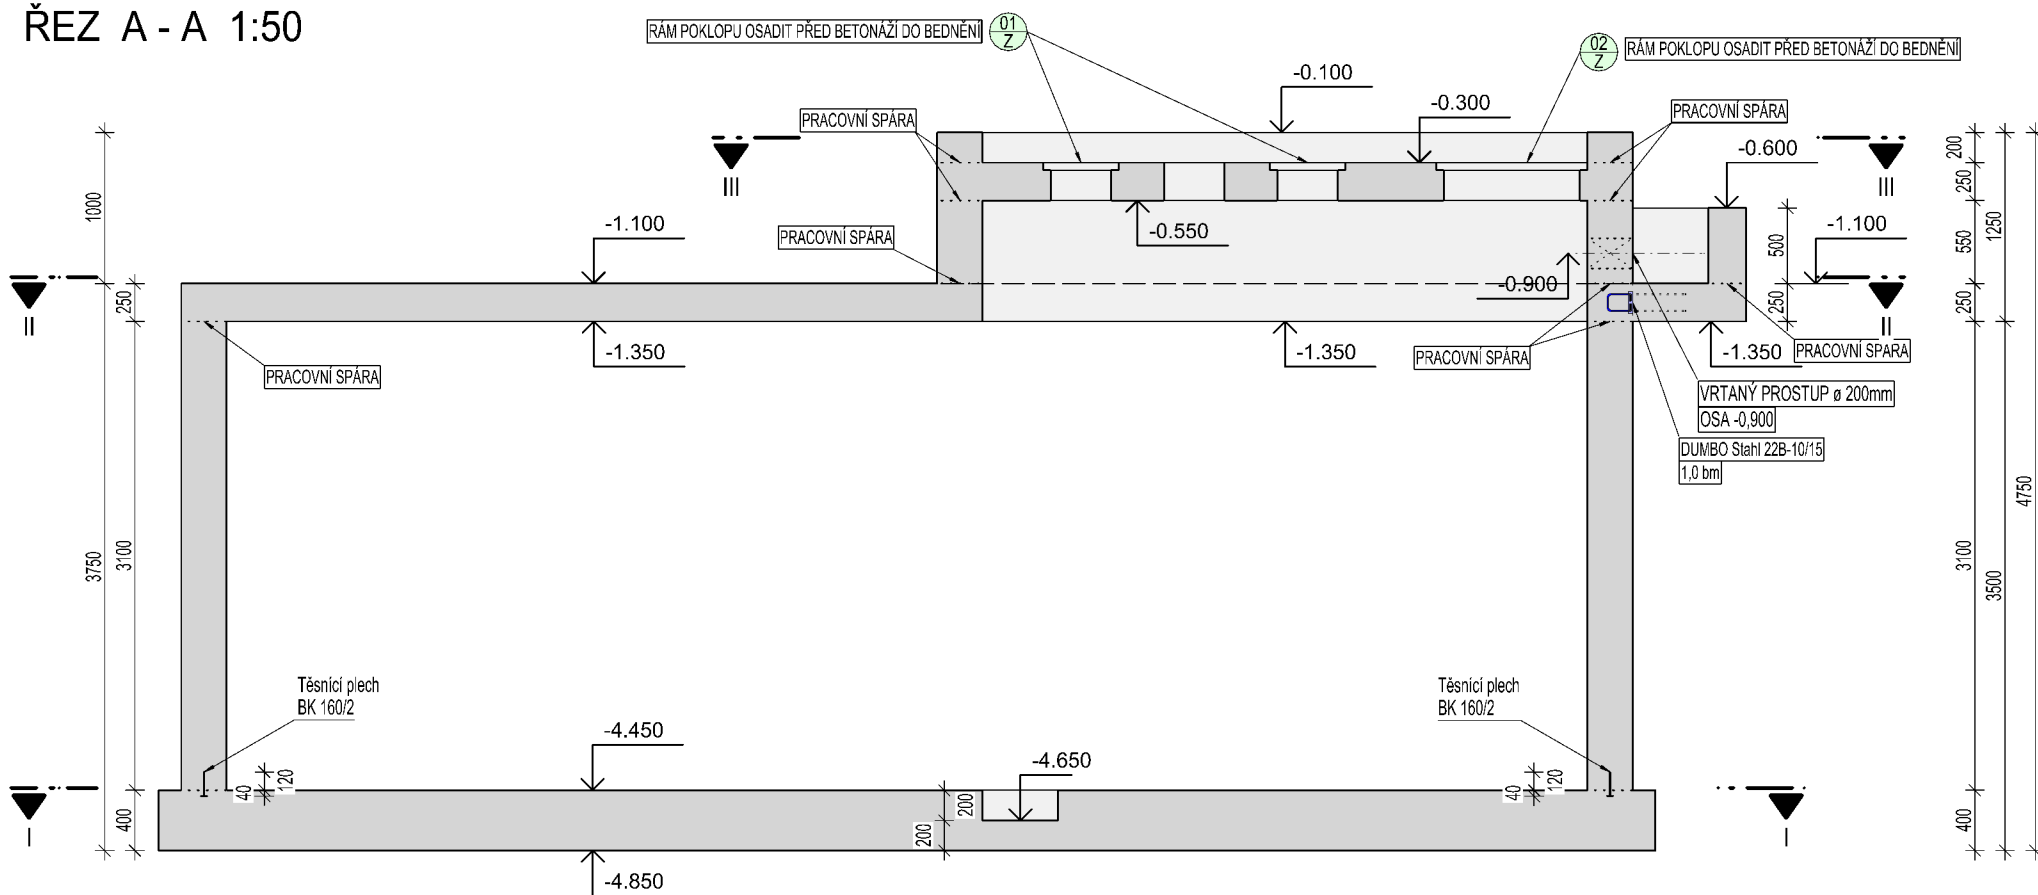 ŘEZ A - A 1:50
RÁM POKLOPU OSADIT PŘED BETONÁŽÍ DO BEDNĚNÍ
01
Z
02
Z
RÁM POKLOPU OSADIT PŘED BETONÁŽÍ DO BEDNĚNÍ
-0.100
-0.300
PRACOVNÍ SPÁRA
PRACOVNÍ SPÁRA
-0.600
III
III
200
250
550
1250
1000
-1.100
PRACOVNÍ SPÁRA
-0.550
500
-1.100
-0.900
II
250
250
250
II
-1.350
-1.350
PRACOVNÍ SPÁRA
-1.350
PRACOVNÍ SPÁRA
PRACOVNÍ SPÁRA
VRTANÝ PROSTUP ø 200mm
OSA -0,900
DUMBO Stahl 22B-10/15
1,0 bm
3750
3100
3100
3500
4750
Těsnící plech
BK 160/2
Těsnící plech
BK 160/2
-4.450
-4.650
40
120
40
120
200
200
I
400
400
I
-4.850